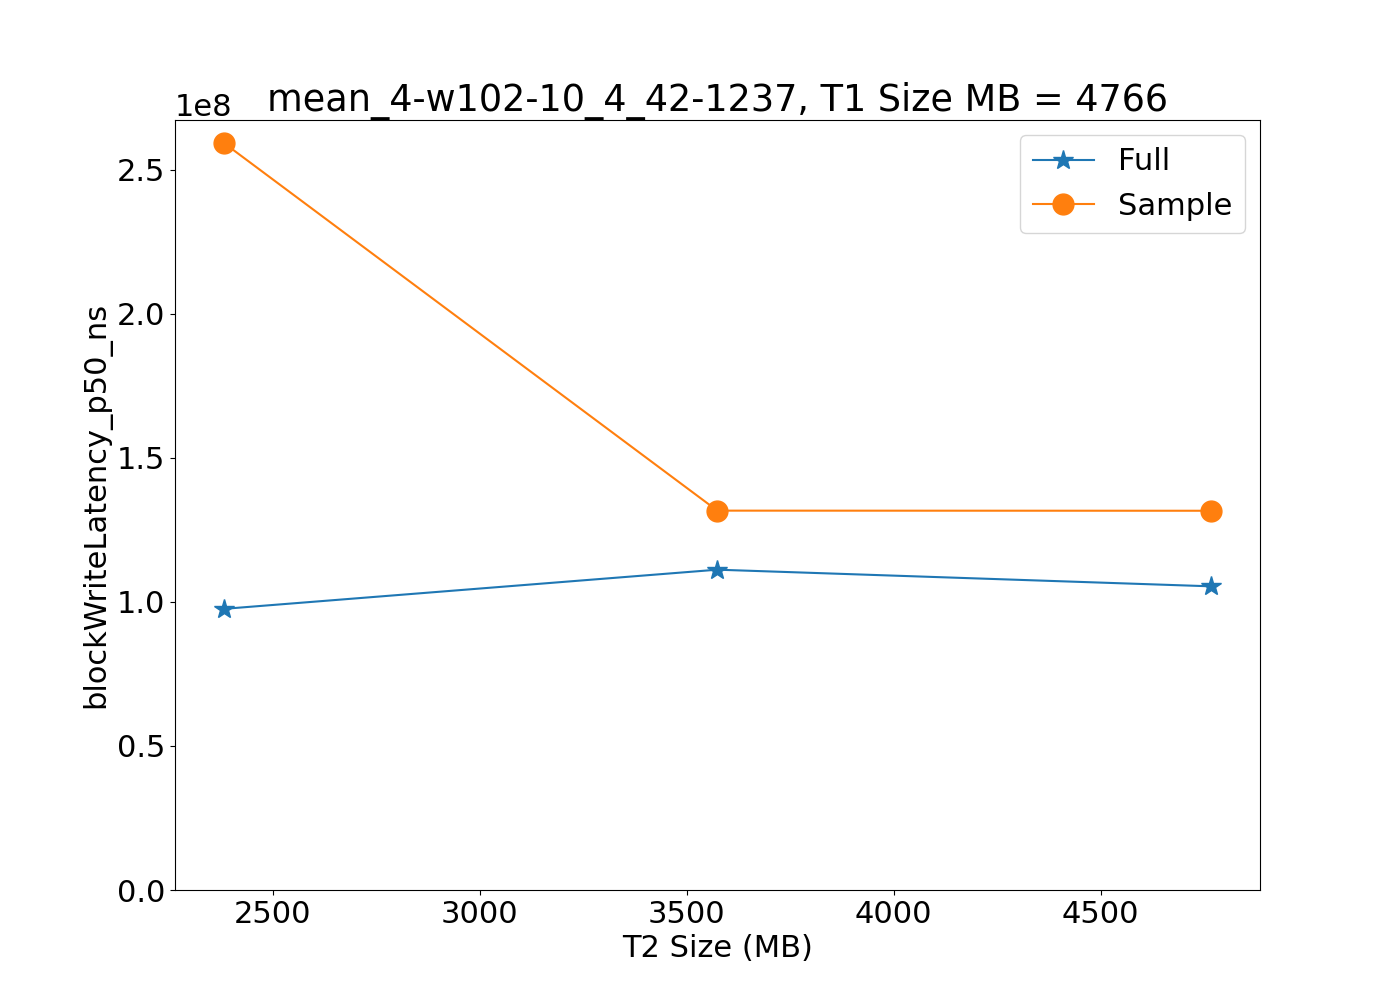 1e8
mean_4-w102-10_4_42-1237, T1 Size MB = 4766
Full
Sample
2.5
2.0
1.5
1.0
0.5
0.0
blockWriteLatency_p50_ns
2500 3000 3500 4000 4500
T2 Size (MB)